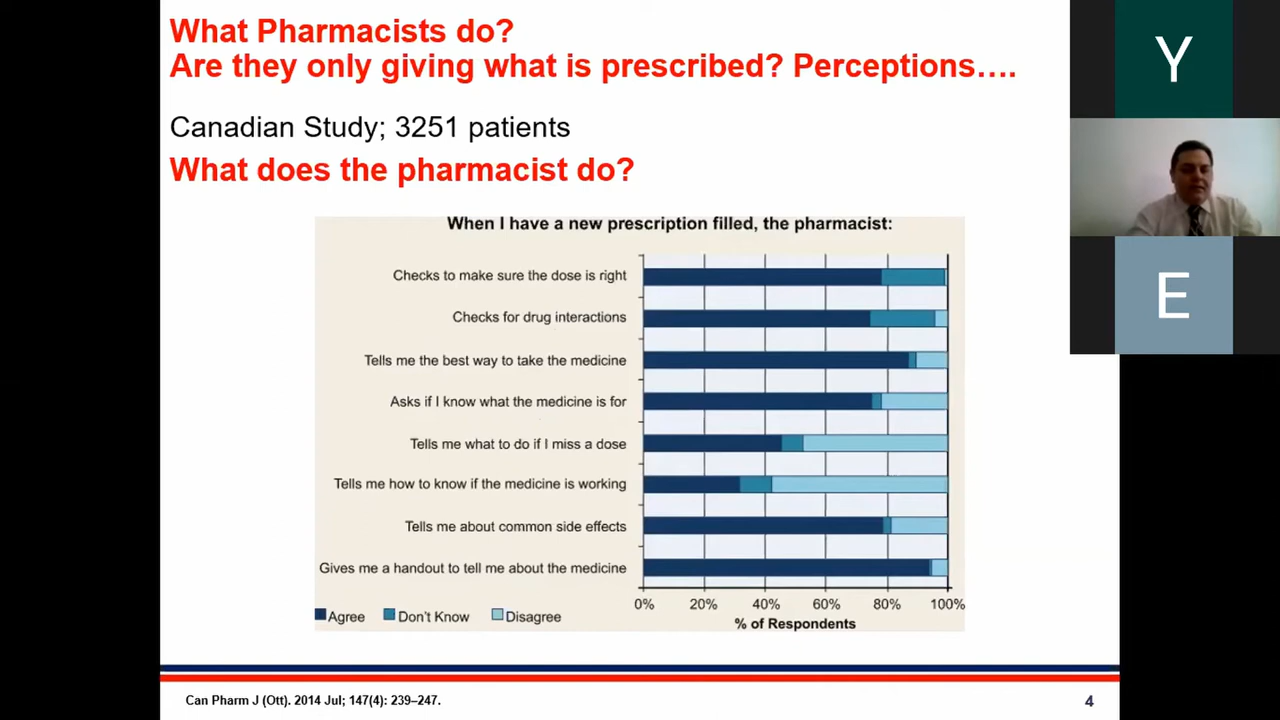 What Pharmacists do?
Are they only giving what is prescribed? Perceptions….
Canadian Study; 3251 patients
What does the pharmacist do?
When I have a new prescription filled, the pharmacist:
Checks to make sure the dose is right
Checks for drug interactions
Tells me the best way to take the medicine
Asks if I know what the medicine is for
Tells me what to do if I miss a dose
Tells me how to know if the medicine is working
Tells me about common side effects
Gives me a handout to tell me about the medicine
0% 20% 40% 60% 80% 100%
% of Respondents
Agree Don't Know Disagree
Can Pharm J (Ott). 2014 Jul; 147(4): 239–247.
4
Y
E